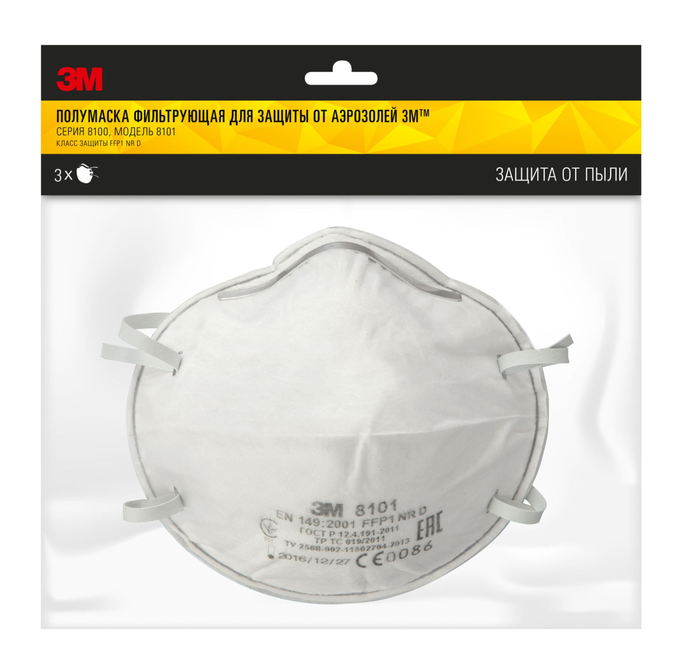 3M
ПОЛУМАСКА ФИЛЬТРУЮЩАЯ ДЛЯ ЗАЩИТЫ ОТ АЭРОЗОЛЕЙ 3M™
СЕРИЯ 8100, МОДЕЛЬ 8101
КЛАСС ЗАЩИТЫ FFP1 NR D
3 x
ЗАЩИТА ОТ ПЫЛИ
3M 8101
EN 149:2001 FFP1 NR D
ГОСТ Р 12.4.191-2011
ТР ТС 019/2011
ТУ 2568-002-11502704-2013
EAC
2016/12/27 CE0086